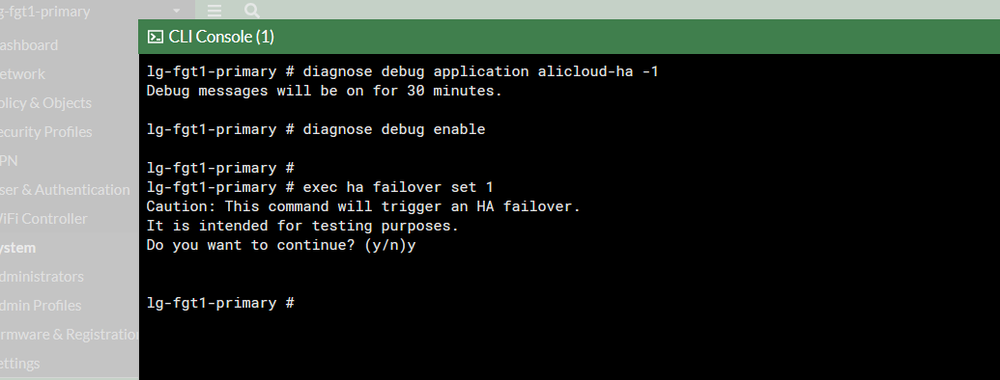 g-fgt1-primary
CLI Console (1)
ashboard
etwork
olicy & Objects
ecurity Profiles
PN
ser & Authentication
WiFi Controller
ystem
dministrators
dmin Profiles
rmware & Registratio
ettings
lg-fgt1-primary # diagnose debug application alicloud-ha -1
Debug messages will be on for 30 minutes.
lg-fgt1-primary # diagnose debug enable
lg-fgt1-primary #
lg-fgt1-primary # exec ha failover set 1
Caution: This command will trigger an HA failover.
It is intended for testing purposes.
Do you want to continue? (y/n)y
lg-fgt1-primary #